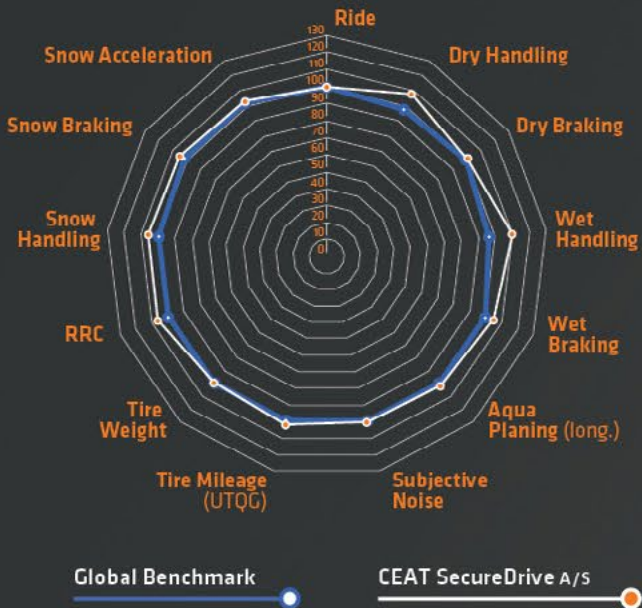 Ride
130
120
110
100
90
80
70
60
50
40
30
20
10
0
Dry Handling
Dry Braking
Wet
Handling
Wet
Braking
Aqua
Planing (long.)
Subjective
Noise
Tire Mileage
(UTQG)
Tire
Weight
RRC
Snow
Handling
Snow Braking
Snow Acceleration
Global Benchmark
CEAT SecureDrive A/S